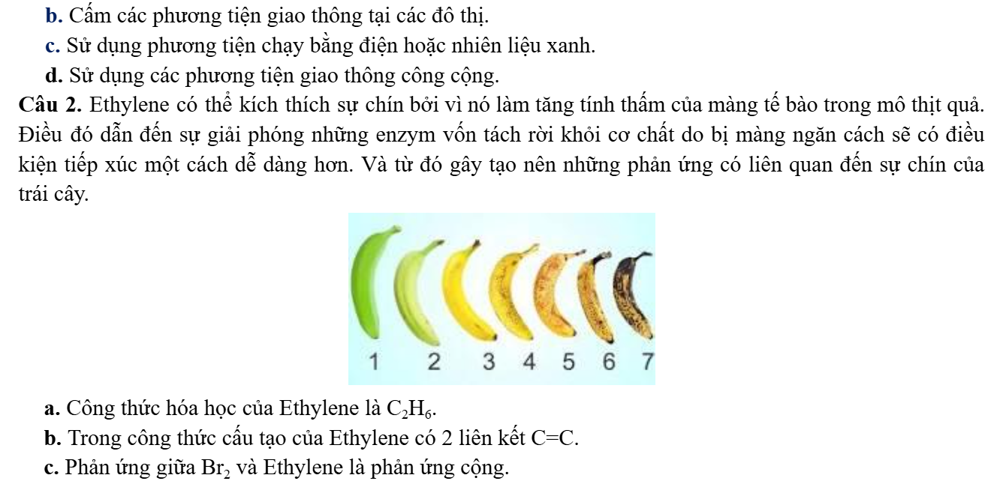 b. Cấm các phương tiện giao thông tại các đô thị.
c. Sử dụng phương tiện chạy bằng điện hoặc nhiên liệu xanh.
d. Sử dụng các phương tiện giao thông công cộng.
Câu 2. Ethylene có thể kích thích sự chín bởi vì nó làm tăng tính thấm của màng tế bào trong mô thịt quả.
Điều đó dẫn đến sự giải phóng những enzym vốn tách rời khỏi cơ chất do bị màng ngăn cách sẽ có điều
kiện tiếp xúc một cách dễ dàng hơn. Và từ đó gây tạo nên những phản ứng có liên quan đến sự chín của
trái cây.
1 2 3 4 5 6 7
a. Công thức hóa học của Ethylene là C₂H₆.
b. Trong công thức cấu tạo của Ethylene có 2 liên kết C=C.
c. Phản ứng giữa Br₂ và Ethylene là phản ứng cộng.